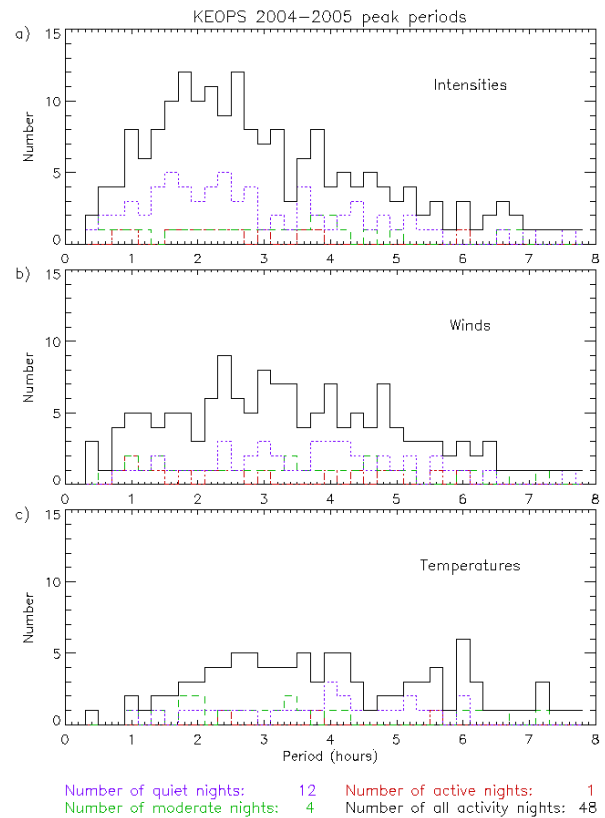 KEOPS 2004-2005 peak periods
a)
15
10
5
0
Number
Intensities
0 1 2 3 4 5 6 7 8
b)
15
10
5
0
Number
Winds
0 1 2 3 4 5 6 7 8
c)
15
10
5
0
Number
Temperatures
0 1 2 3 4 5 6 7 8
Period (hours)
Number of quiet nights: 12 Number of active nights: 1
Number of moderate nights: 4 Number of all activity nights: 48